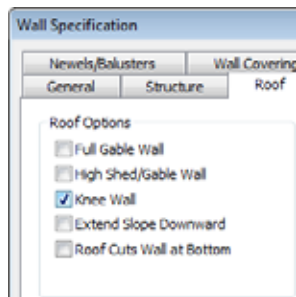 Wall Specification
Newels/Balusters Wall Covering
General Structure Roof
Roof Options
Full Gable Wall
High Shed/Gable Wall
Knee Wall
Extend Slope Downward
Roof Cuts Wall at Bottom